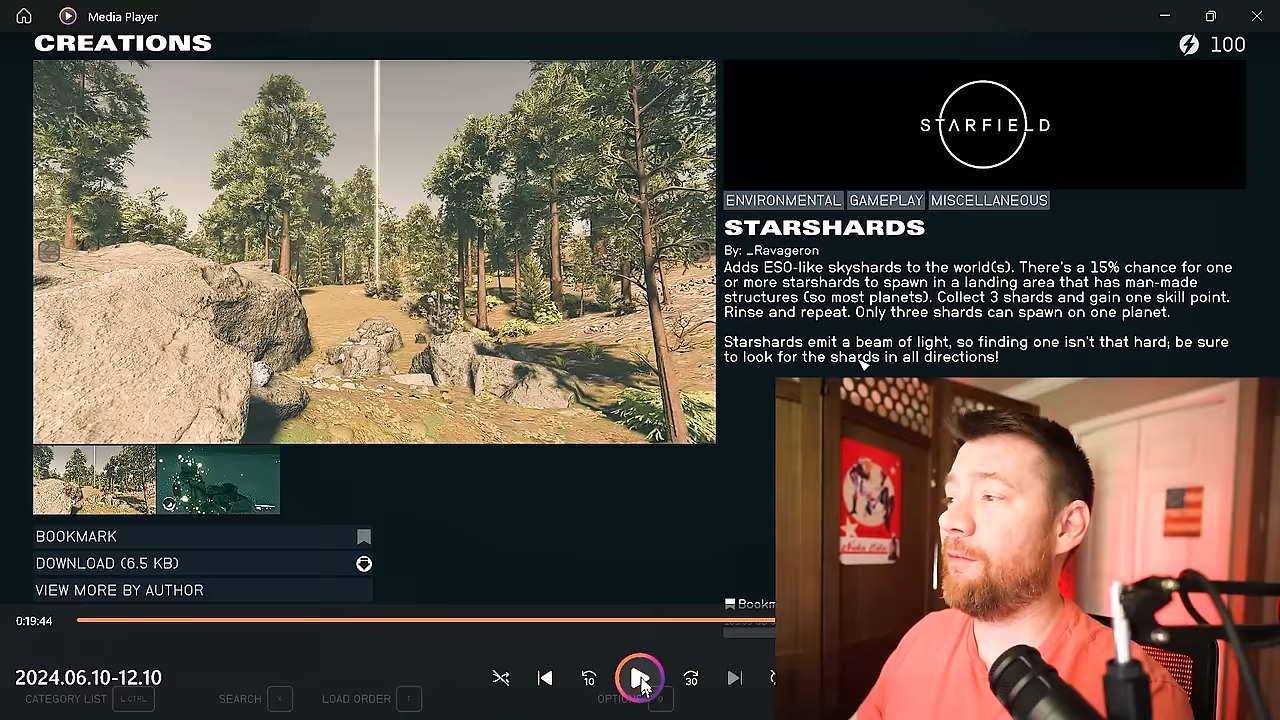 Media Player
CREATIONS
100
STARFIELD
ENVIRONMENTAL GAMEPLAY MISCELLANEOUS
STARSHARDS
By: _Ravageron
Adds ESO-like skyshards to the world(s). There's a 15% chance for one
or more starshards to spawn in a landing area that has man-made
structures (so most planets). Collect 3 shards and gain one skill point.
Rinse and repeat. Only three shards can spawn on one planet.
Starshards emit a beam of light, so finding one isn't that hard; be sure
to look for the shards in all directions!
BOOKMARK
DOWNLOAD (6.5 KB)
VIEW MORE BY AUTHOR
Bookm
0:19:44
2024.06.10-12.10
10
30
CATEGORY LIST L.CTRL
SEARCH X
LOAD ORDER T
Nuka Cola